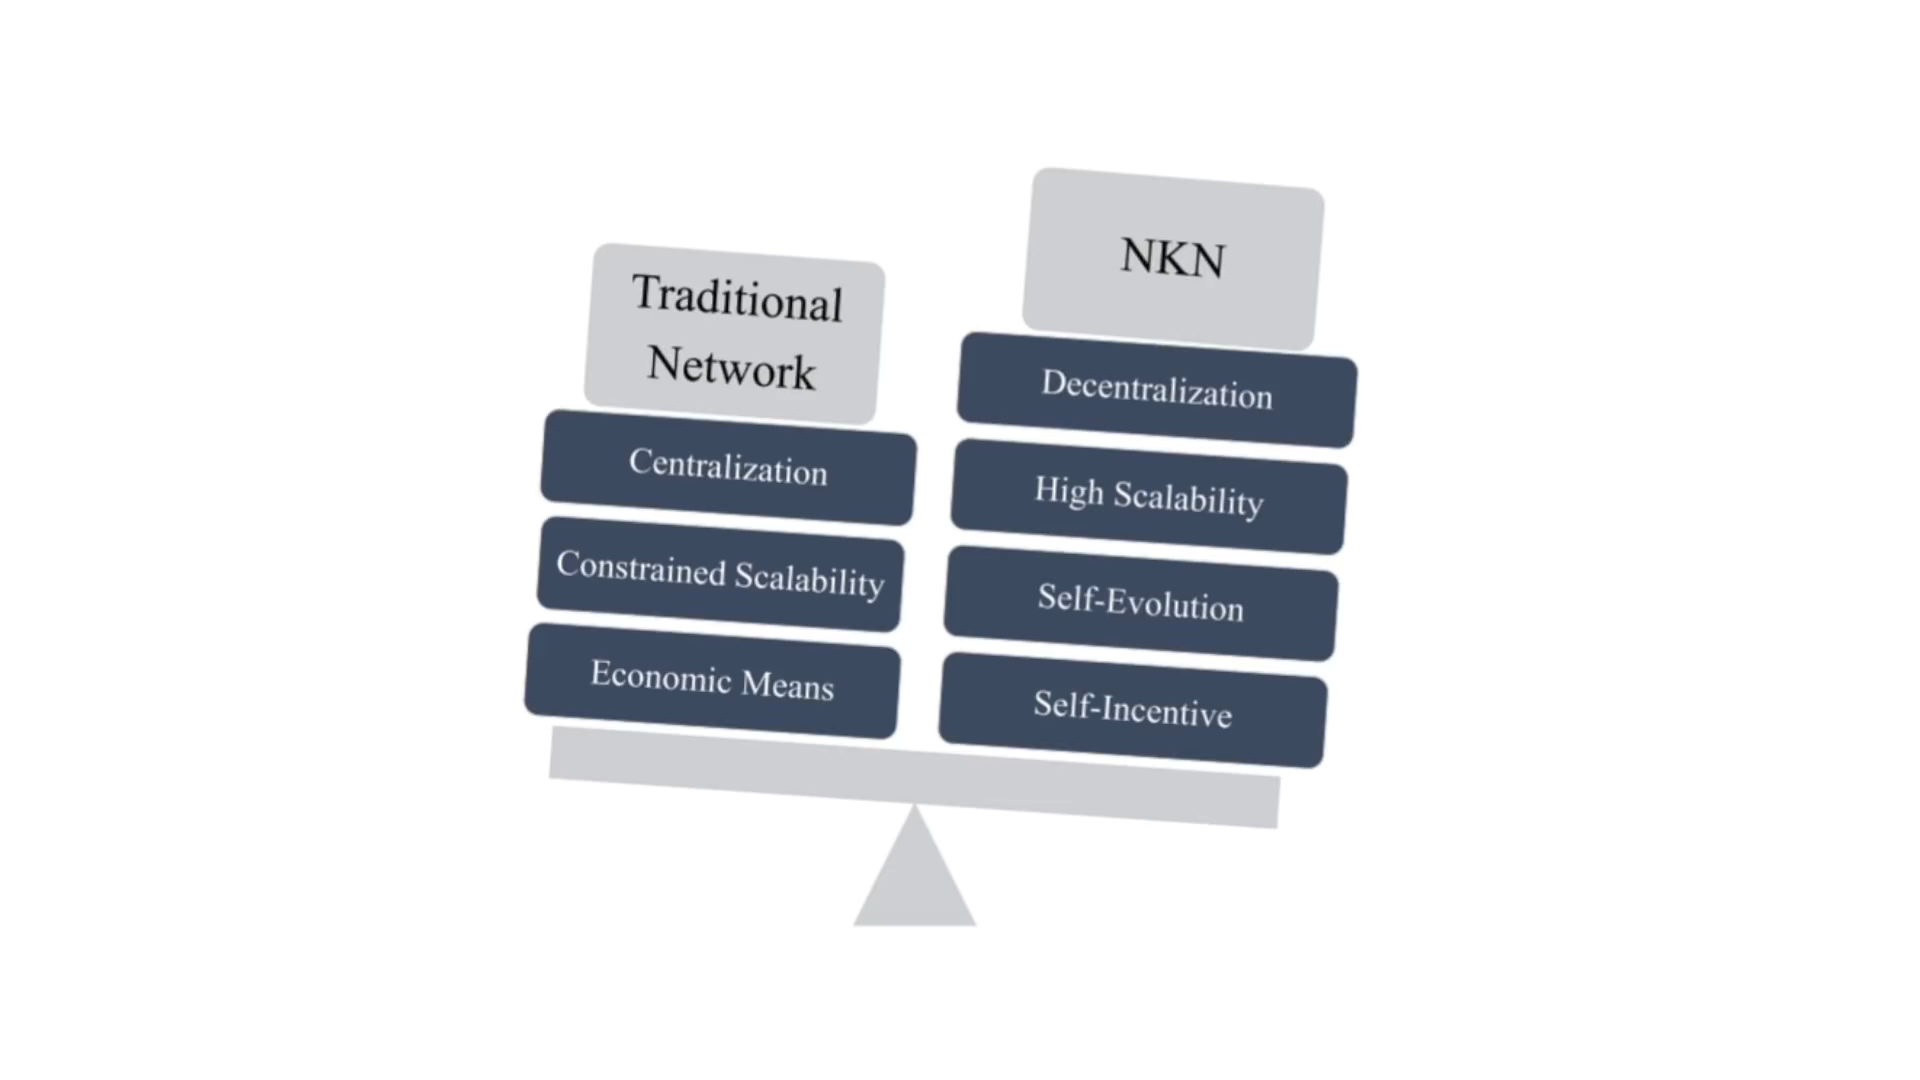 Traditional
Network
Centralization
Constrained Scalability
Economic Means
NKN
Decentralization
High Scalability
Self-Evolution
Self-Incentive